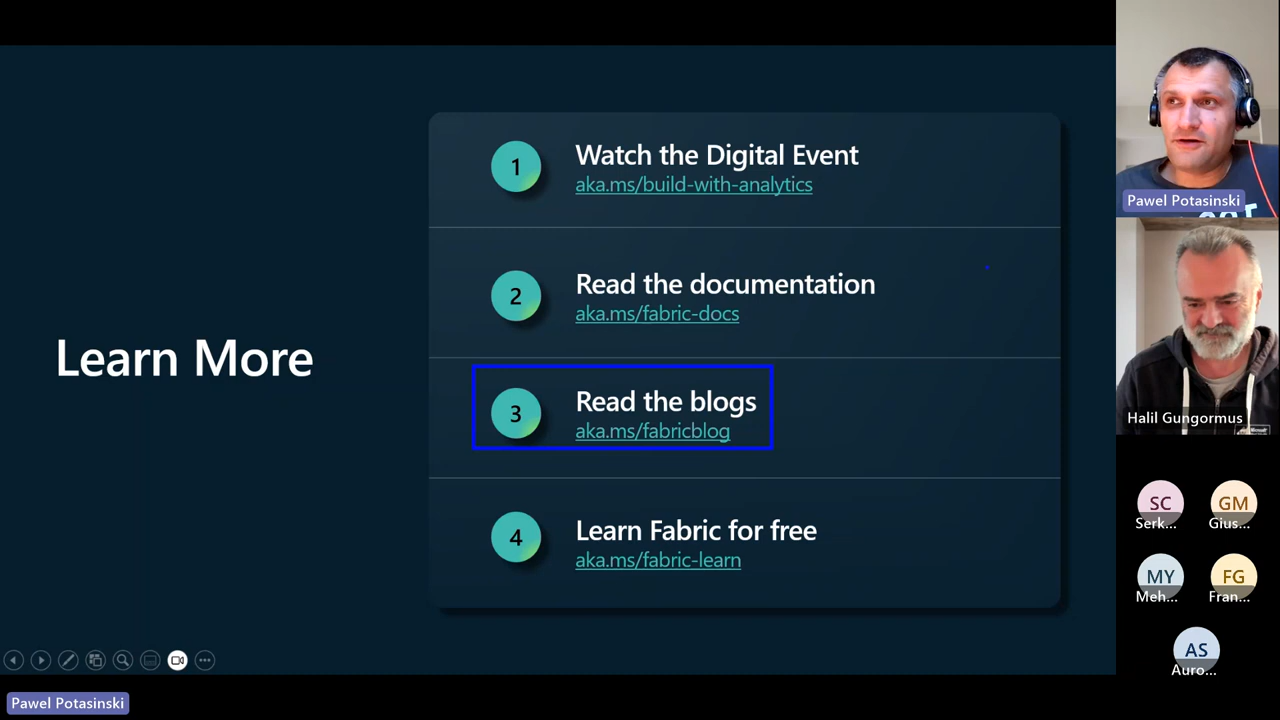 Learn More
1
Watch the Digital Event
aka.ms/build-with-analytics
2
Read the documentation
aka.ms/fabric-docs
3
Read the blogs
aka.ms/fabricblog
4
Learn Fabric for free
aka.ms/fabric-learn
Pawel Potasinski
Pawel Potasinski
Halil Gungormus
SC
Serk...
GM
Gius...
MY
Meh...
FG
Fran...
AS
Auro...